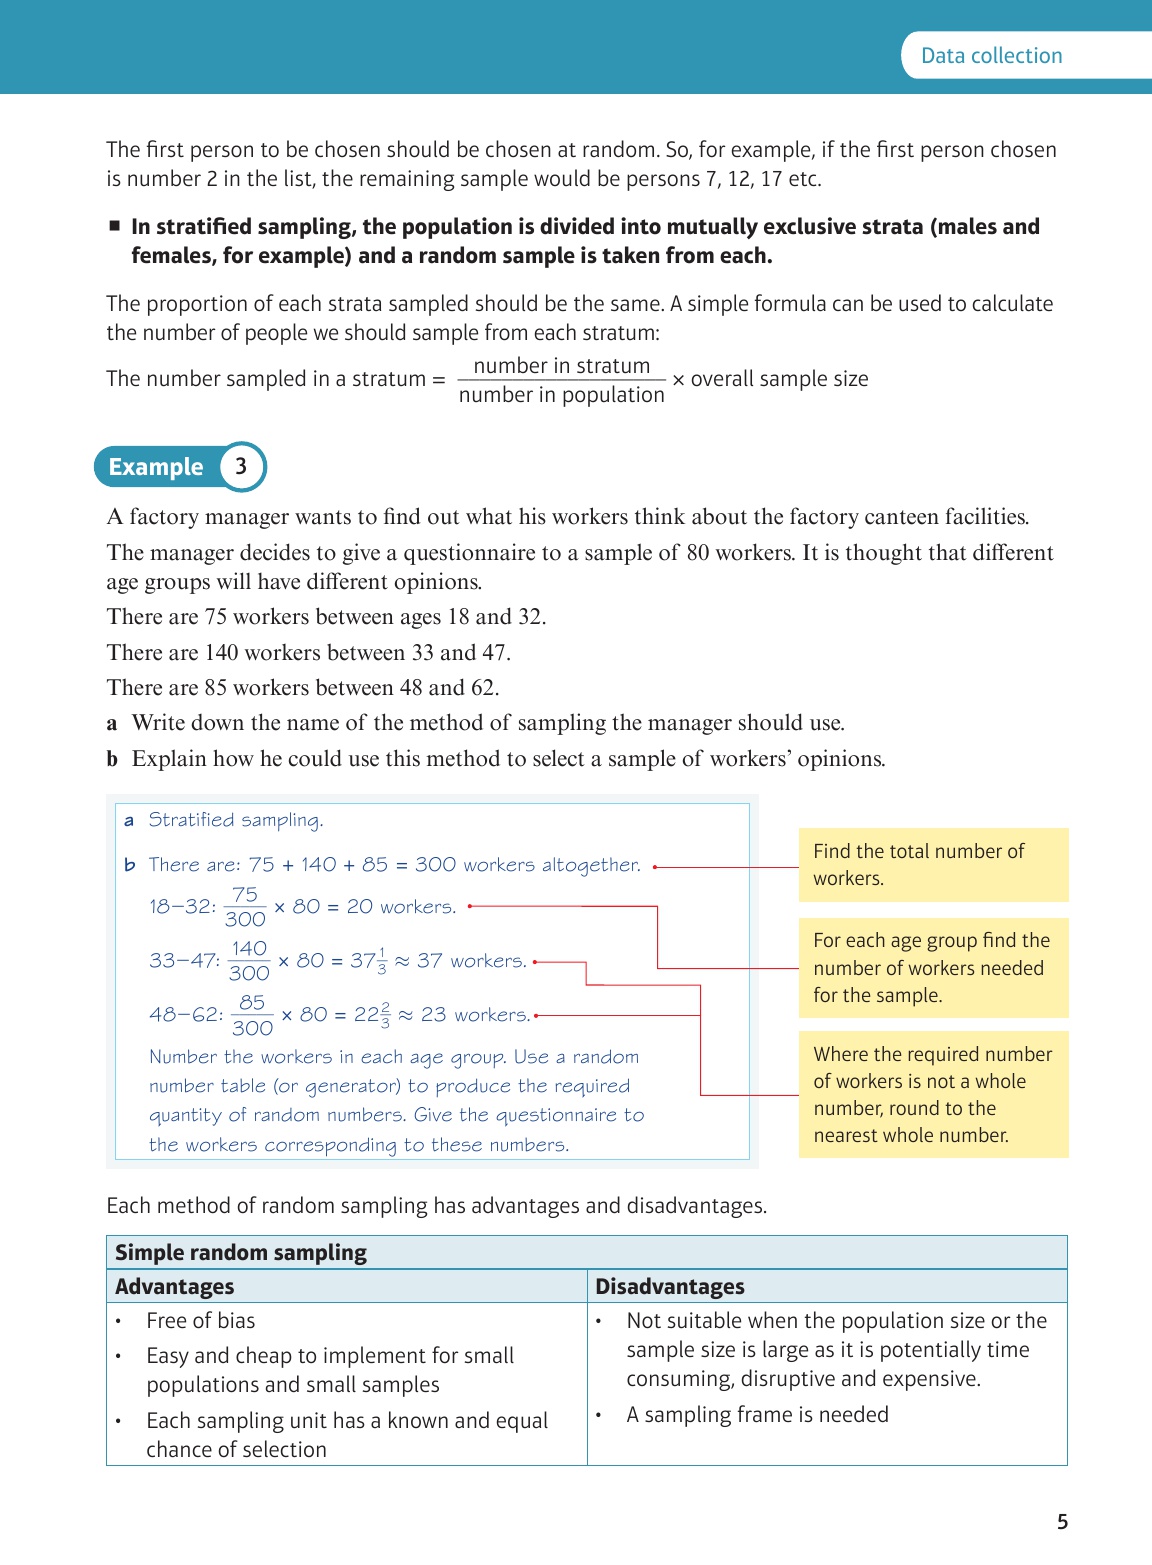 Data collection
The first person to be chosen should be chosen at random. So, for example, if the first person chosen
is number 2 in the list, the remaining sample would be persons 7, 12, 17 etc.
■ In stratified sampling, the population is divided into mutually exclusive strata (males and
females, for example) and a random sample is taken from each.
The proportion of each strata sampled should be the same. A simple formula can be used to calculate
the number of people we should sample from each stratum:
The number sampled in a stratum = number in stratum / number in population × overall sample size
Example 3
A factory manager wants to find out what his workers think about the factory canteen facilities.
The manager decides to give a questionnaire to a sample of 80 workers. It is thought that different
age groups will have different opinions.
There are 75 workers between ages 18 and 32.
There are 140 workers between 33 and 47.
There are 85 workers between 48 and 62.
a Write down the name of the method of sampling the manager should use.
b Explain how he could use this method to select a sample of workers’ opinions.
a Stratified sampling.
b There are: 75 + 140 + 85 = 300 workers altogether.
18–32: 75/300 × 80 = 20 workers.
33–47: 140/300 × 80 = 37 1/3 ≈ 37 workers.
48–62: 85/300 × 80 = 22 2/3 ≈ 23 workers.
Number the workers in each age group. Use a random
number table (or generator) to produce the required
quantity of random numbers. Give the questionnaire to
the workers corresponding to these numbers.
Find the total number of
workers.
For each age group find the
number of workers needed
for the sample.
Where the required number
of workers is not a whole
number, round to the
nearest whole number.
Each method of random sampling has advantages and disadvantages.
Simple random sampling
Advantages
• Free of bias
• Easy and cheap to implement for small
populations and small samples
• Each sampling unit has a known and equal
chance of selection
Disadvantages
• Not suitable when the population size or the
sample size is large as it is potentially time
consuming, disruptive and expensive.
• A sampling frame is needed
5